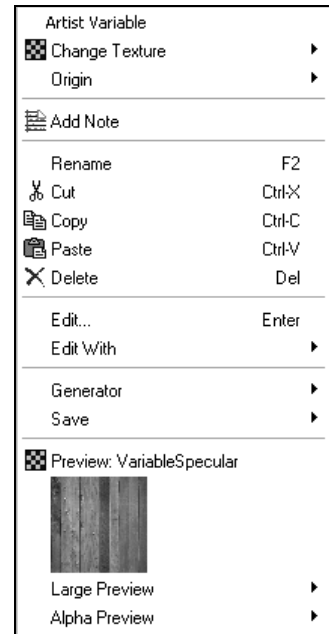 Artist Variable
Change Texture
Origin
Add Note
Rename F2
Cut Ctrl-X
Copy Ctrl-C
Paste Ctrl-V
Delete Del
Edit... Enter
Edit With
Generator
Save
Preview: VariableSpecular
Large Preview
Alpha Preview